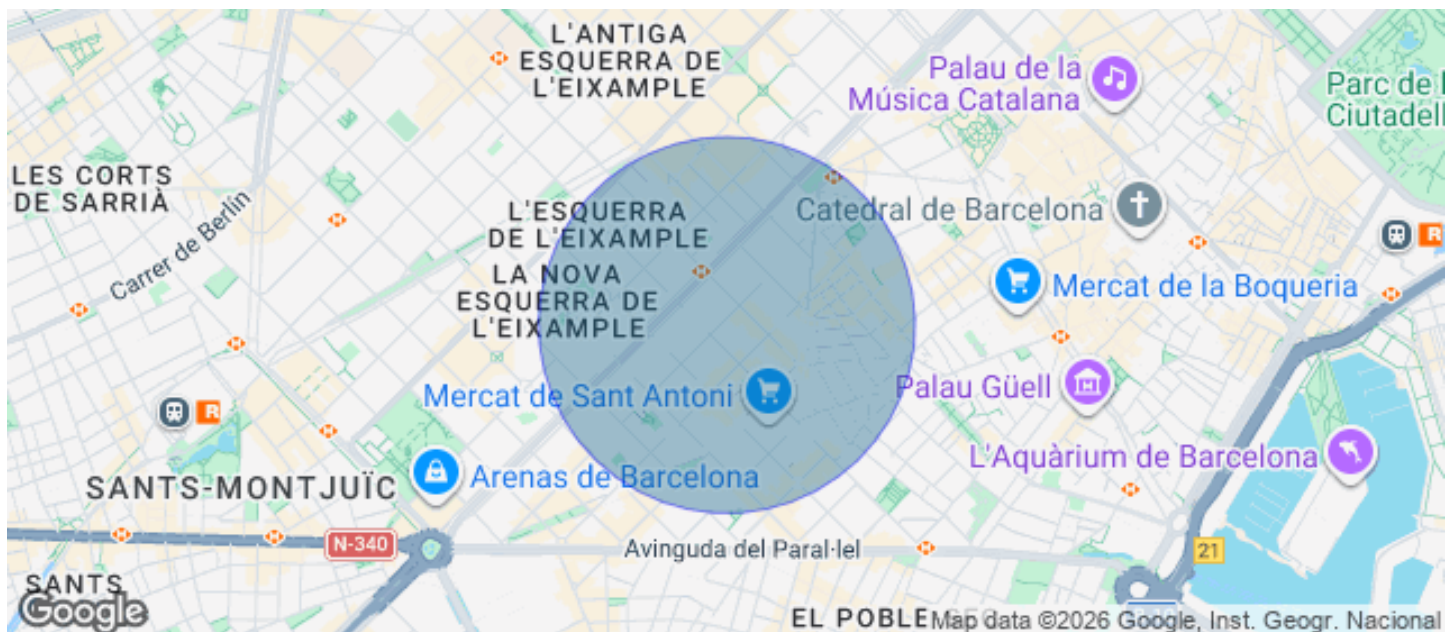 L'ANTIGA
ESQUERRA DE
L'EIXAMPLE
Palau de la
Música Catalana
Parc de l
Ciutadell
LES CORTS
DE SARRIÀ
Carrer de Berlín
L'ESQUERRA
DE L'EIXAMPLE
Catedral de Barcelona
R
LA NOVA
ESQUERRA DE
L'EIXAMPLE
Mercat de la Boqueria
Mercat de Sant Antoni
Palau Güell
R
L'Aquàrium de Barcelona
Arenas de Barcelona
SANTS-MONTJUÏC
N-340
Avinguda del Paral·lel
21
SANTS
Google
EL POBLE
Map data ©2026 Google, Inst. Geogr. Nacional